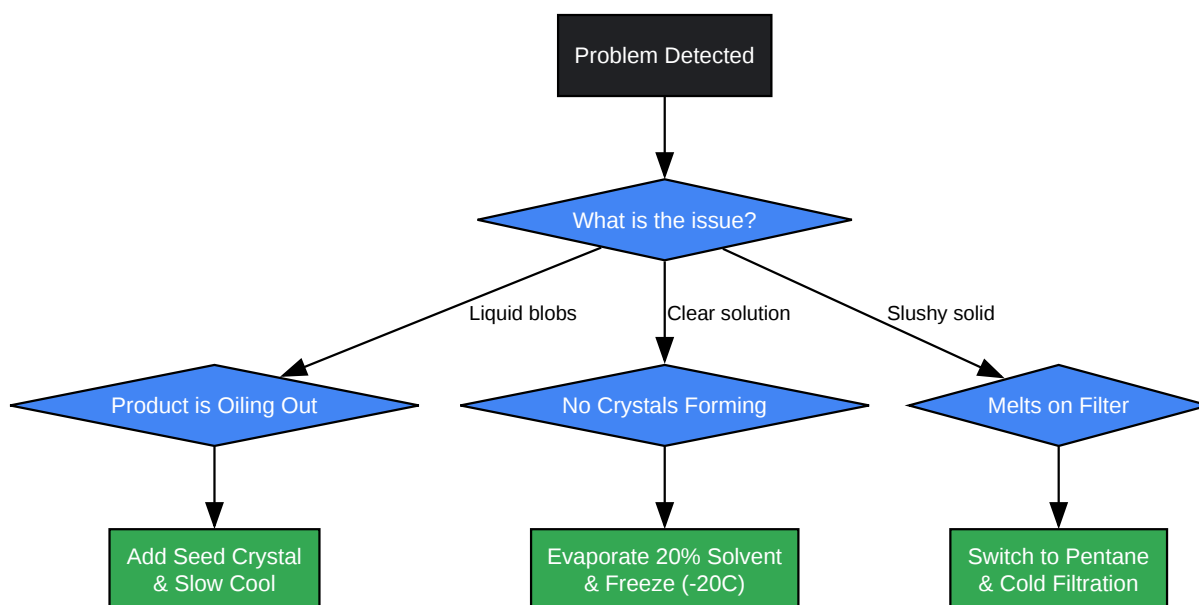 Problem Detected
What is the issue?
Liquid blobs
Clear solution
Slushy solid
Product is Oiling Out
No Crystals Forming
Melts on Filter
Add Seed Crystal
& Slow Cool
Evaporate 20% Solvent
& Freeze (-20C)
Switch to Pentane
& Cold Filtration